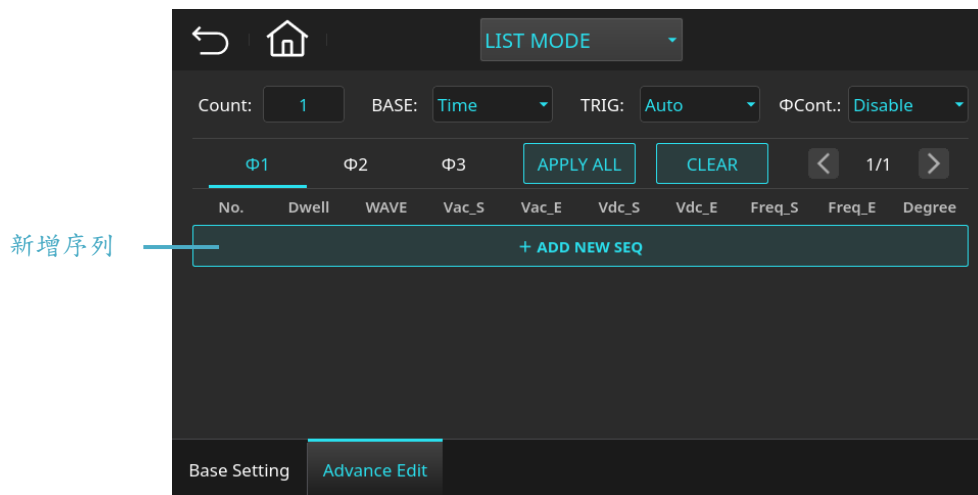 LIST MODE
Count: 1 BASE: Time TRIG: Auto ΦCont.: Disable
Φ1 Φ2 Φ3 APPLY ALL CLEAR 1/1
No. Dwell WAVE Vac_S Vac_E Vdc_S Vdc_E Freq_S Freq_E Degree
新增序列 + ADD NEW SEQ
Base Setting Advance Edit